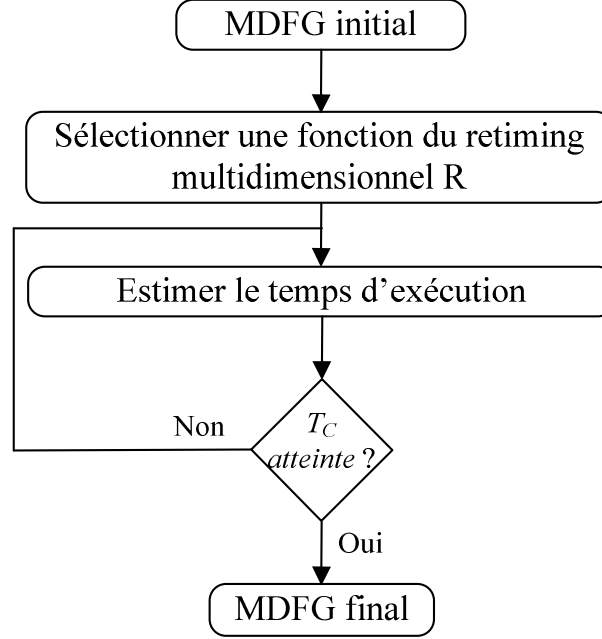 MDFG initial
Sélectionner une fonction du retiming
multidimensionnel R
Estimer le temps d’exécution
Non
T_C
atteinte ?
Oui
MDFG final